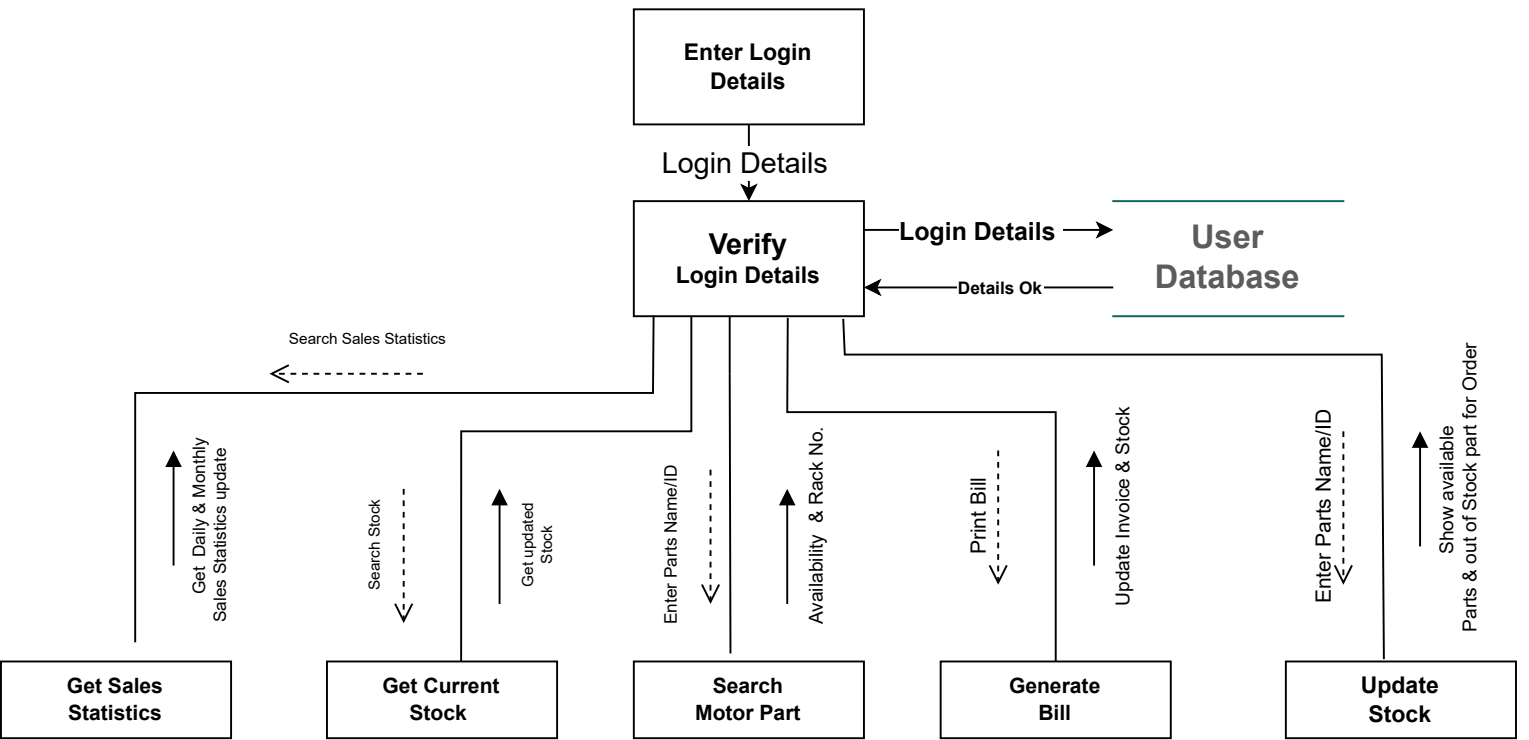 Enter Login
Details
Login Details
Verify
Login Details
Login Details
Details Ok
User
Database
Search Sales Statistics
Get Daily & Monthly
Sales Statistics update
Search Stock
Get updated
Stock
Enter Parts Name/ID
Availability & Rack No.
Print Bill
Update Invoice & Stock
Enter Parts Name/ID
Show available
Parts & out of Stock part for Order
Get Sales
Statistics
Get Current
Stock
Search
Motor Part
Generate
Bill
Update
Stock